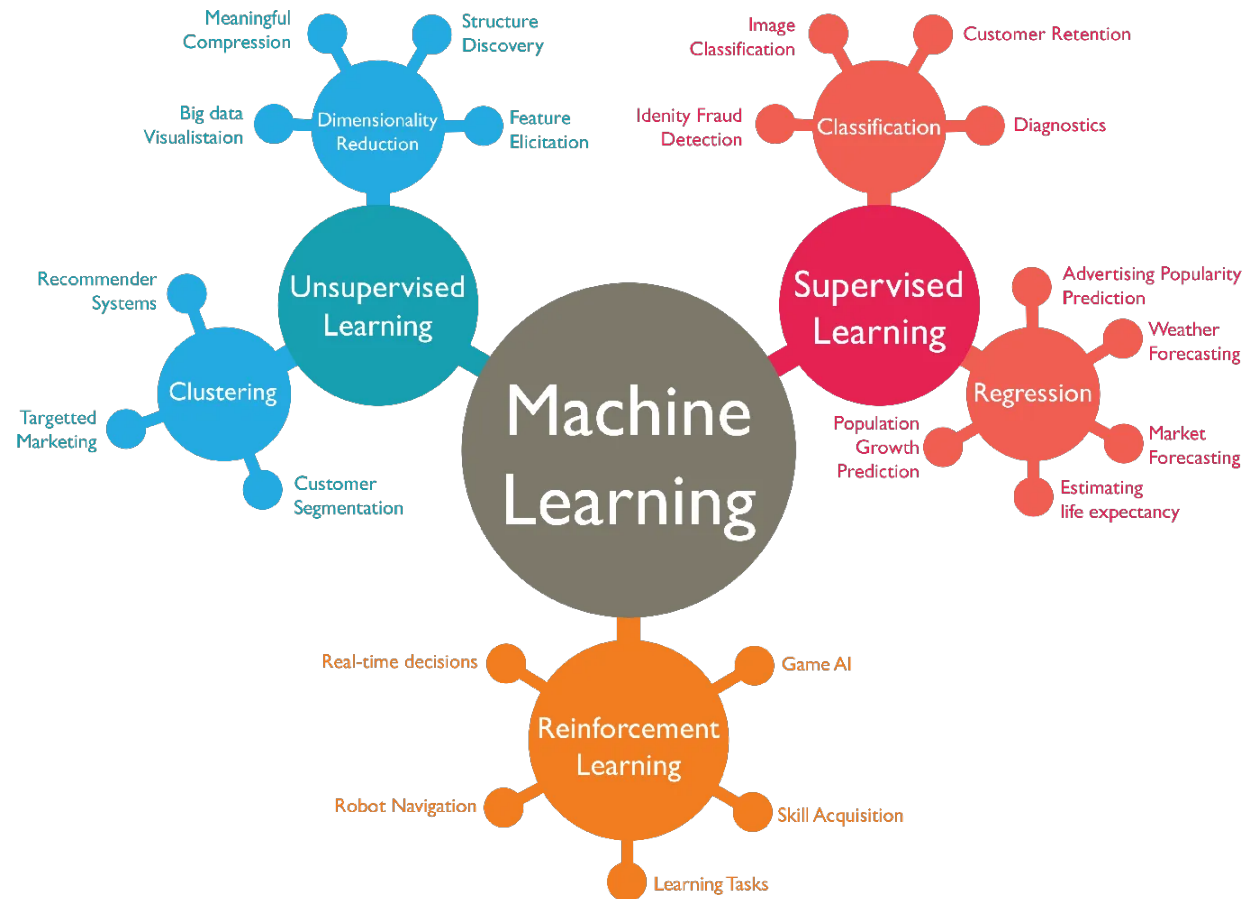 Meaningful
Compression
Structure
Discovery
Big data
Visualistaion
Dimensionality
Reduction
Feature
Elicitation
Image
Classification
Customer Retention
Idenity Fraud
Detection
Classification
Diagnostics
Recommender
Systems
Unsupervised
Learning
Clustering
Targetted
Marketing
Customer
Segmentation
Machine
Learning
Supervised
Learning
Advertising Popularity
Prediction
Weather
Forecasting
Regression
Population
Growth
Prediction
Market
Forecasting
Estimating
life expectancy
Real-time decisions
Game AI
Reinforcement
Learning
Robot Navigation
Skill Acquisition
Learning Tasks